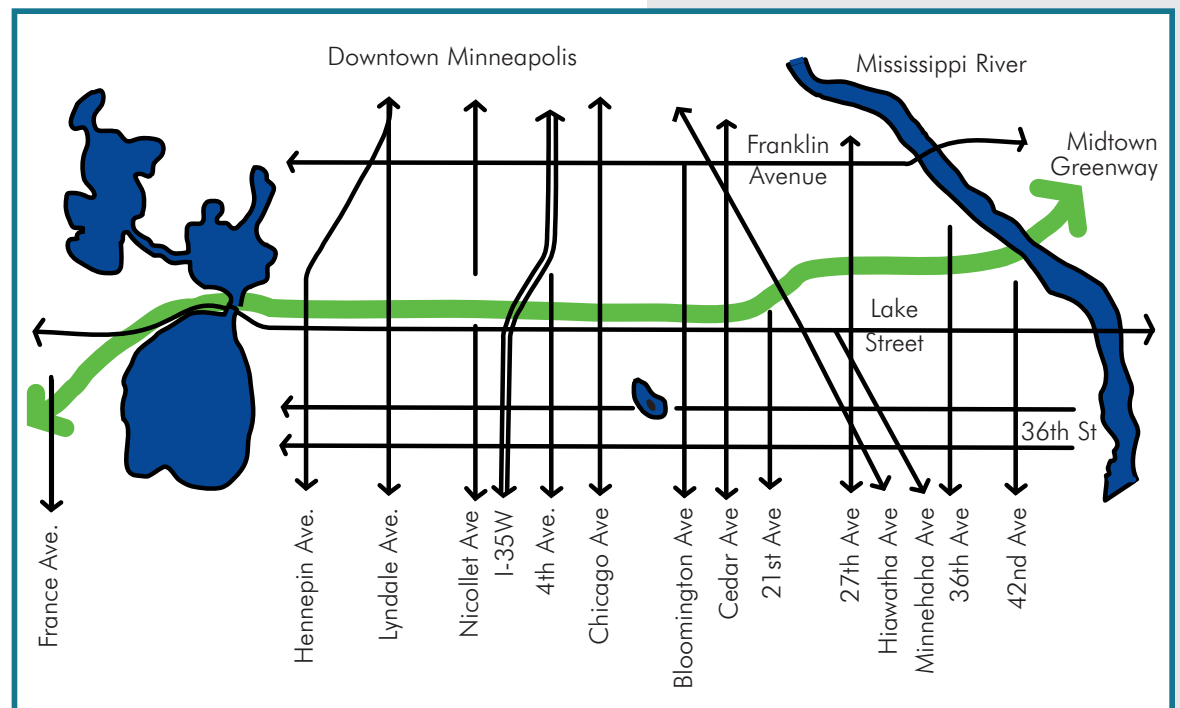 Downtown Minneapolis
Mississippi River
Franklin
Avenue
Midtown
Greenway
Lake
Street
36th St
France Ave.
Hennepin Ave.
Lyndale Ave.
Nicollet Ave
I-35W
4th Ave.
Chicago Ave
Bloomington Ave
Cedar Ave
21st Ave
27th Ave
Hiawatha Ave
Minnehaha Ave
36th Ave
42nd Ave